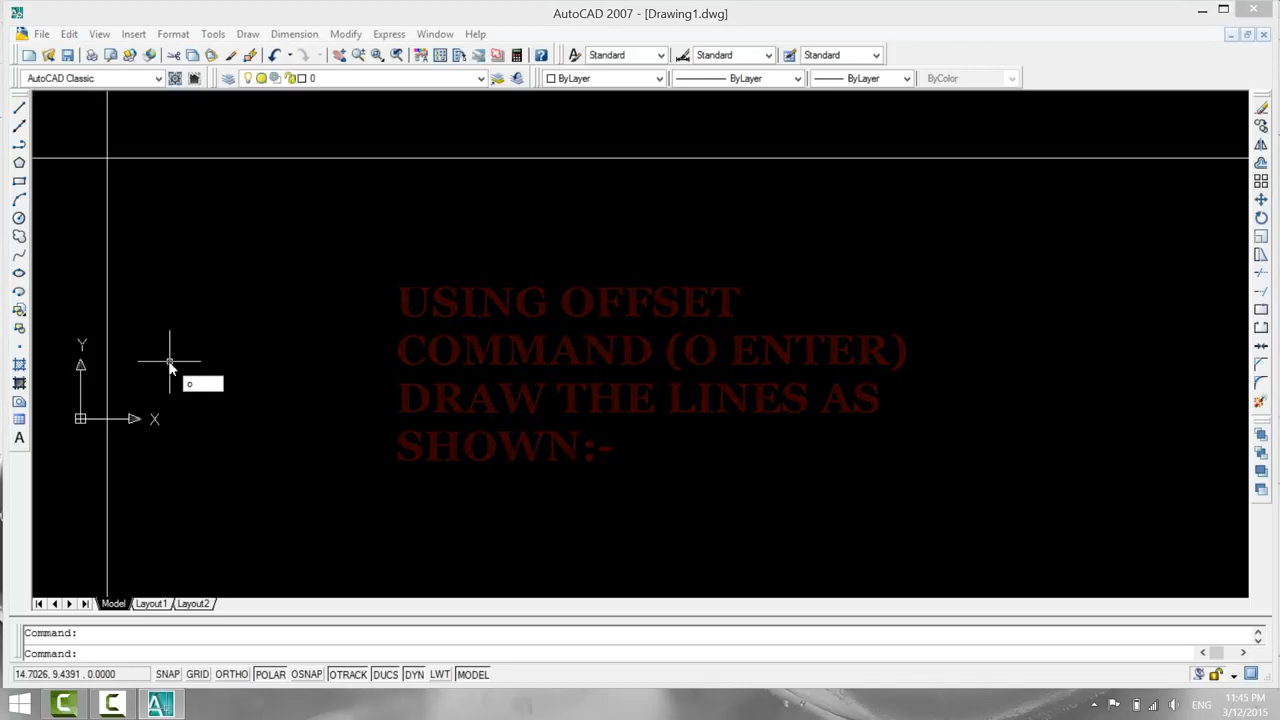 AutoCAD 2007 - [Drawing1.dwg]
File Edit View Insert Format Tools Draw Dimension Modify Express Window Help
Standard Standard Standard
AutoCAD Classic 0 ByLayer ByLayer ByLayer ByColor
USING OFFSET
COMMAND (O ENTER)
DRAW THE LINES AS
SHOWN:-
Y
o
X
A
Model Layout1 Layout2
Command:
Command:
14.7026, 9.4391, 0.0000 SNAP GRID ORTHO POLAR OSNAP OTRACK DUCS DYN LWT MODEL
ENG
11:45 PM
3/12/2015